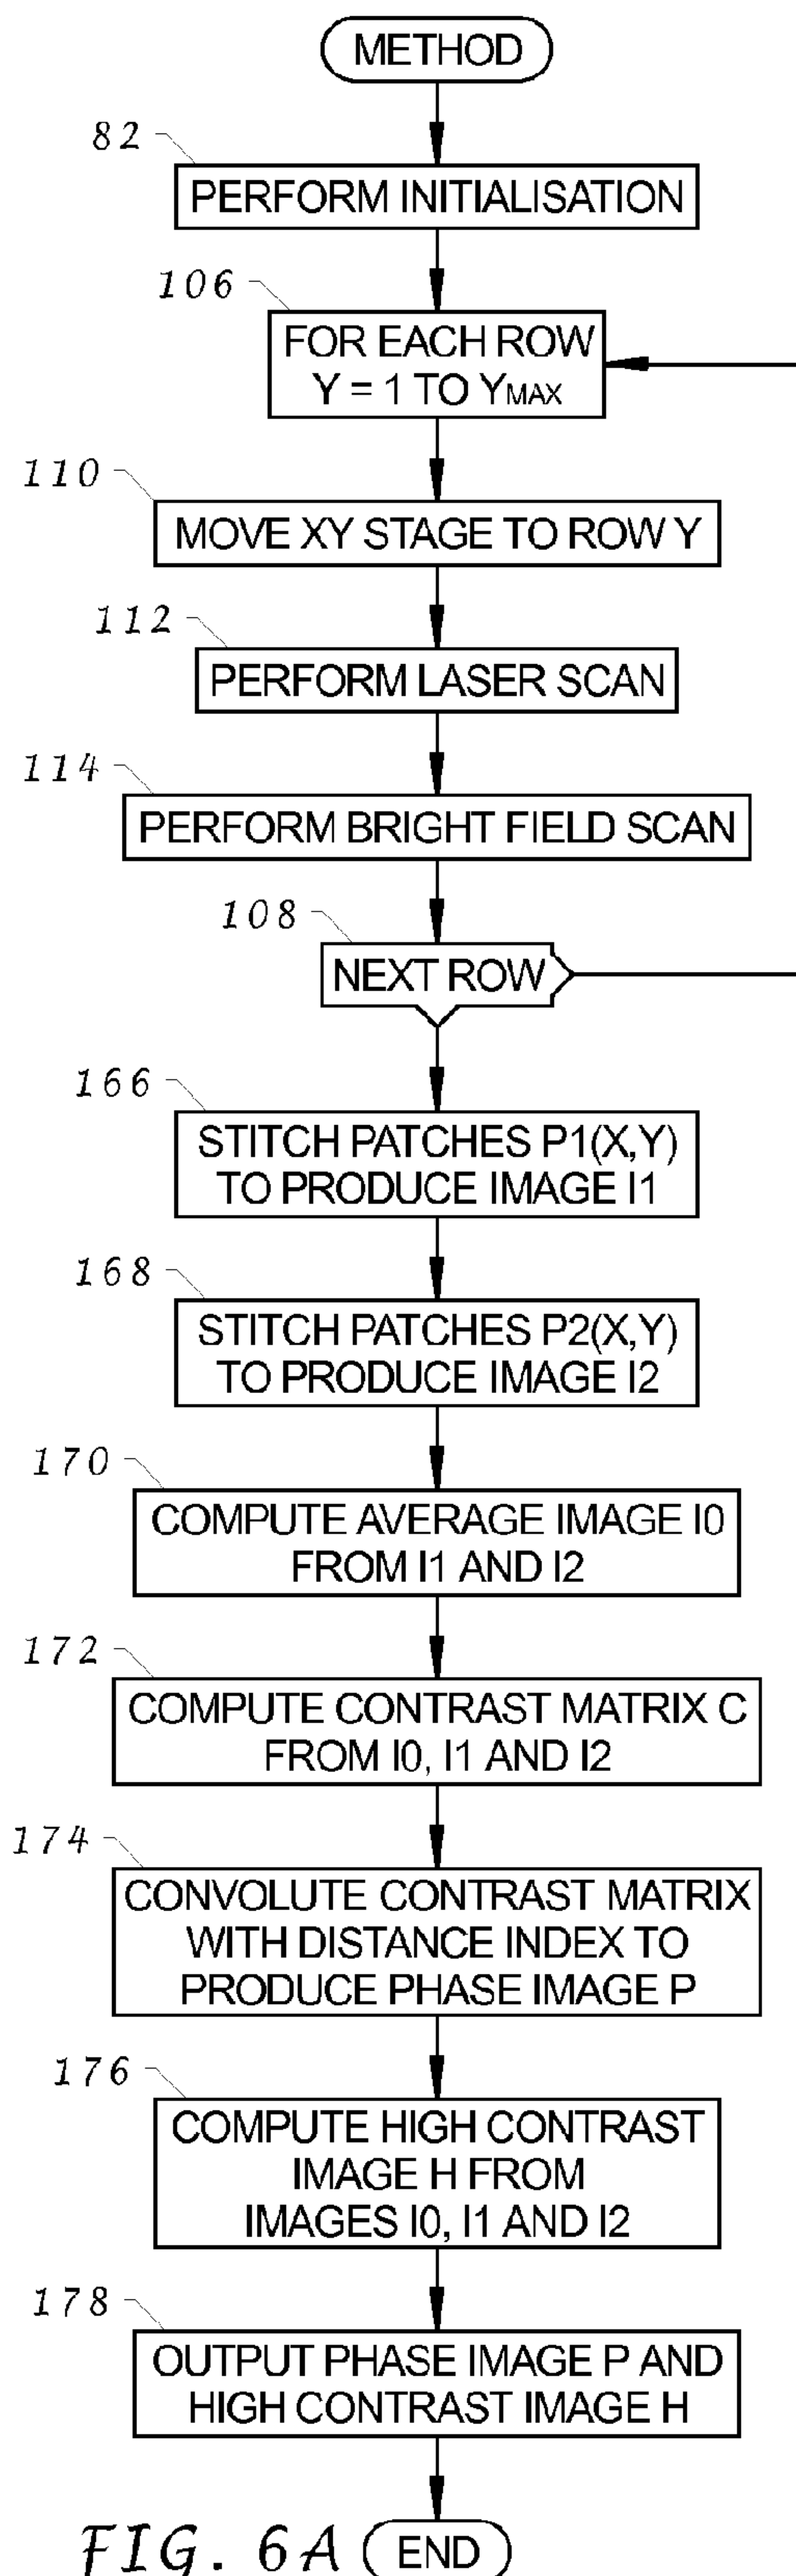 METHOD
82
PERFORM INITIALISATION
106
FOR EACH ROW
Y = 1 TO YMAX
110
MOVE XY STAGE TO ROW Y
112
PERFORM LASER SCAN
114
PERFORM BRIGHT FIELD SCAN
108
NEXT ROW
166
STITCH PATCHES P1(X,Y)
TO PRODUCE IMAGE I1
168
STITCH PATCHES P2(X,Y)
TO PRODUCE IMAGE I2
170
COMPUTE AVERAGE IMAGE I0
FROM I1 AND I2
172
COMPUTE CONTRAST MATRIX C
FROM I0, I1 AND I2
174
CONVOLUTE CONTRAST MATRIX
WITH DISTANCE INDEX TO
PRODUCE PHASE IMAGE P
176
COMPUTE HIGH CONTRAST
IMAGE H FROM
IMAGES I0, I1 AND I2
178
OUTPUT PHASE IMAGE P AND
HIGH CONTRAST IMAGE H
FIG. 6A
END